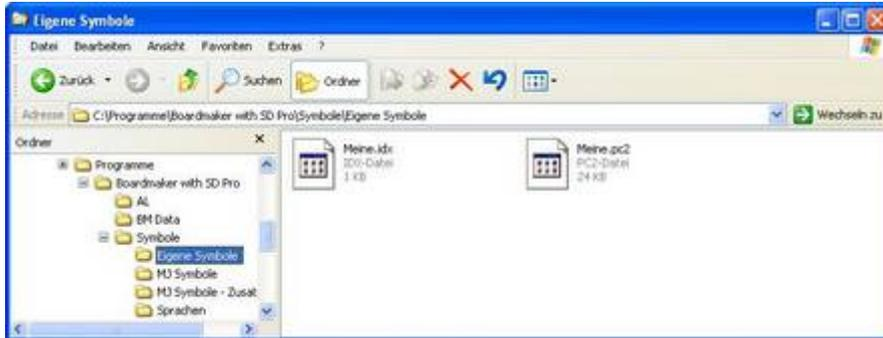 Eigene Symbole
Datei Bearbeiten Ansicht Favoriten Extras ?
Zurück Suchen Ordner
Adresse C:\Programme\Boardmaker with SD Pro\Symbole\Eigene Symbole Wechseln zu
Ordner
Programme
Boardmaker with SD Pro
AL
BM Data
Symbole
Eigene Symbole
MJ Symbole
MJ Symbole - Zusat
Sprachen
Meine.idx
IDX-Datei
1 KB
Meine.pc2
PC2-Datei
24 KB